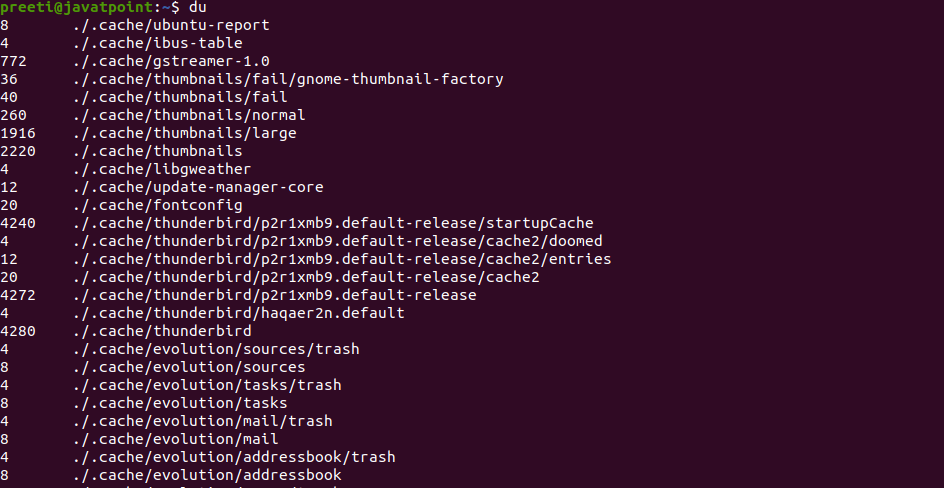 preeti@javatpoint:~$ du
8 ./.cache/ubuntu-report
4 ./.cache/ibus-table
772 ./.cache/gstreamer-1.0
36 ./.cache/thumbnails/fail/gnome-thumbnail-factory
40 ./.cache/thumbnails/fail
260 ./.cache/thumbnails/normal
1916 ./.cache/thumbnails/large
2220 ./.cache/thumbnails
4 ./.cache/libgweather
12 ./.cache/update-manager-core
20 ./.cache/fontconfig
4240 ./.cache/thunderbird/p2r1xmb9.default-release/startupCache
4 ./.cache/thunderbird/p2r1xmb9.default-release/cache2/doomed
12 ./.cache/thunderbird/p2r1xmb9.default-release/cache2/entries
20 ./.cache/thunderbird/p2r1xmb9.default-release/cache2
4272 ./.cache/thunderbird/p2r1xmb9.default-release
4 ./.cache/thunderbird/haqaer2n.default
4280 ./.cache/thunderbird
4 ./.cache/evolution/sources/trash
8 ./.cache/evolution/sources
4 ./.cache/evolution/tasks/trash
8 ./.cache/evolution/tasks
4 ./.cache/evolution/mail/trash
8 ./.cache/evolution/mail
4 ./.cache/evolution/addressbook/trash
8 ./.cache/evolution/addressbook